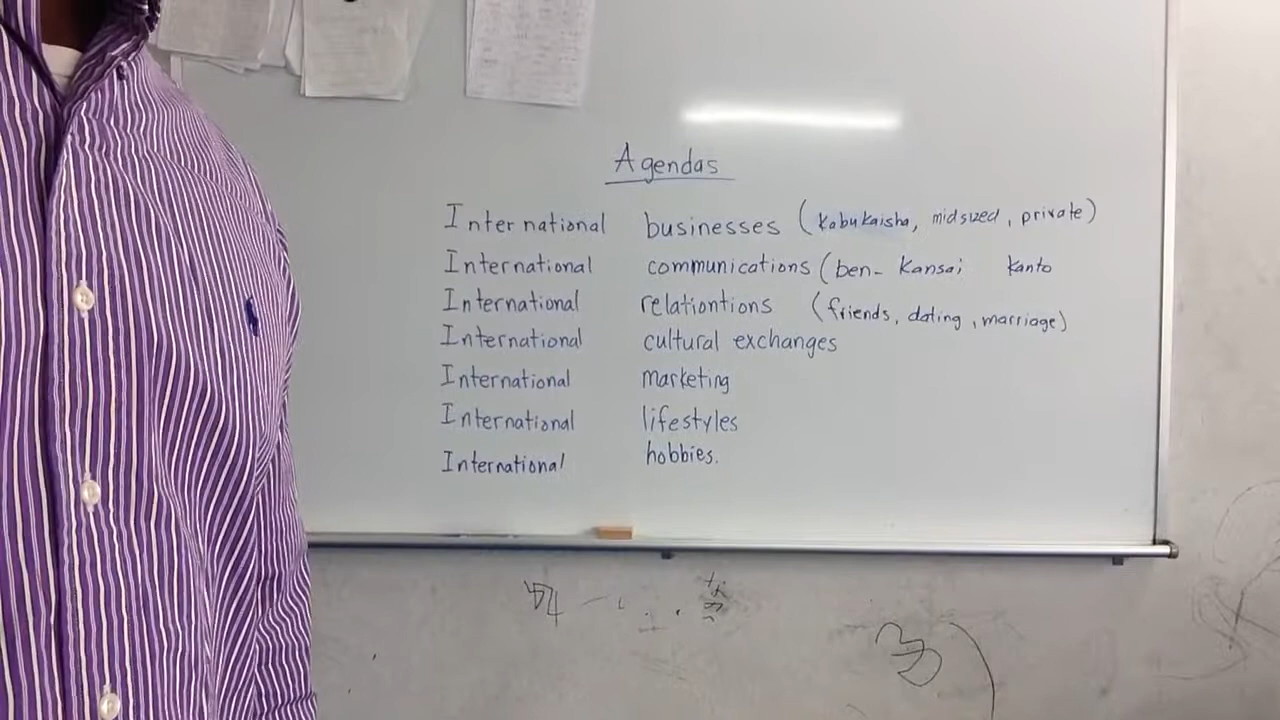 Agendas
International businesses (kabukaisha, midsized, private)
International communications (ben- Kansai Kanto
International relationtions (friends, dating, marriage)
International cultural exchanges
International marketing
International lifestyles
International hobbies.